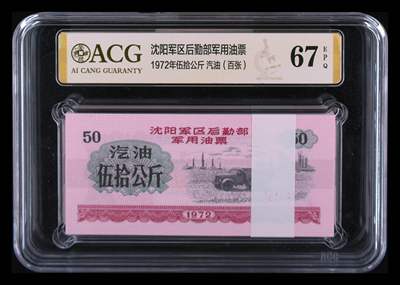 ACG
AI CANG GUARANTY
沈阳军区后勤部军用油票
1972年伍拾公斤 汽油（百张）
67
EPQ
50
沈阳军区后勤部
军用油票
50
汽油
伍拾公斤
1972